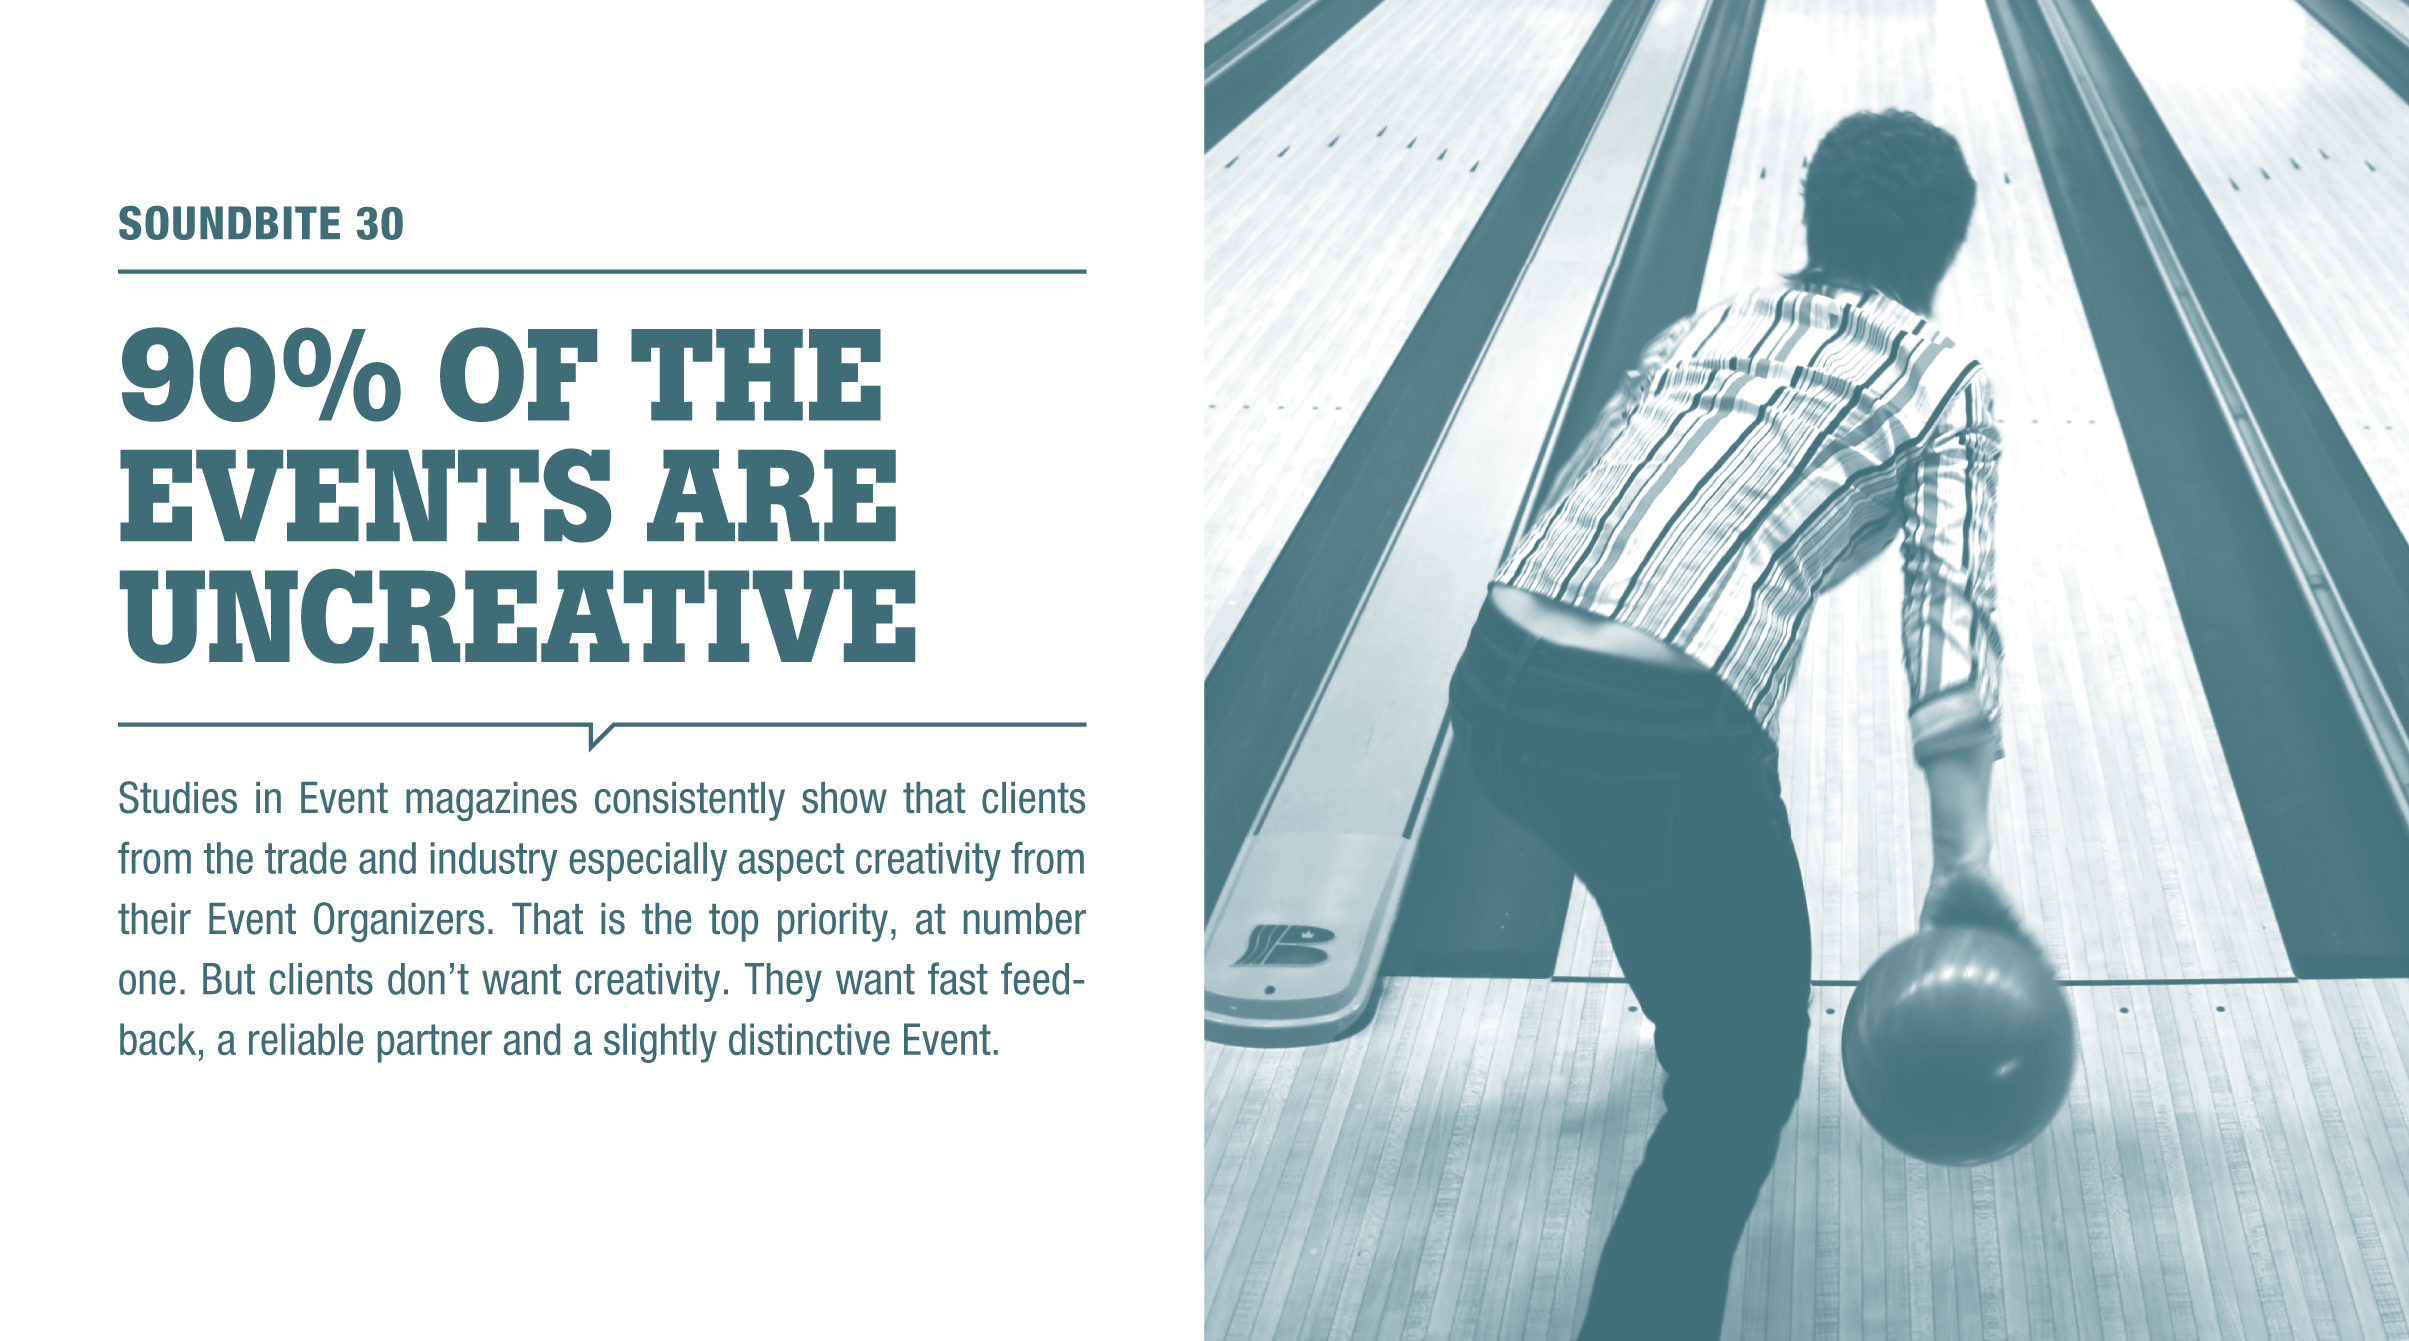 SOUNDBITE 30
90% OF THE
EVENTS ARE
UNCREATIVE
Studies in Event magazines consistently show that clients
from the trade and industry especially aspect creativity from
their Event Organizers. That is the top priority, at number
one. But clients don’t want creativity. They want fast feed-
back, a reliable partner and a slightly distinctive Event.
B